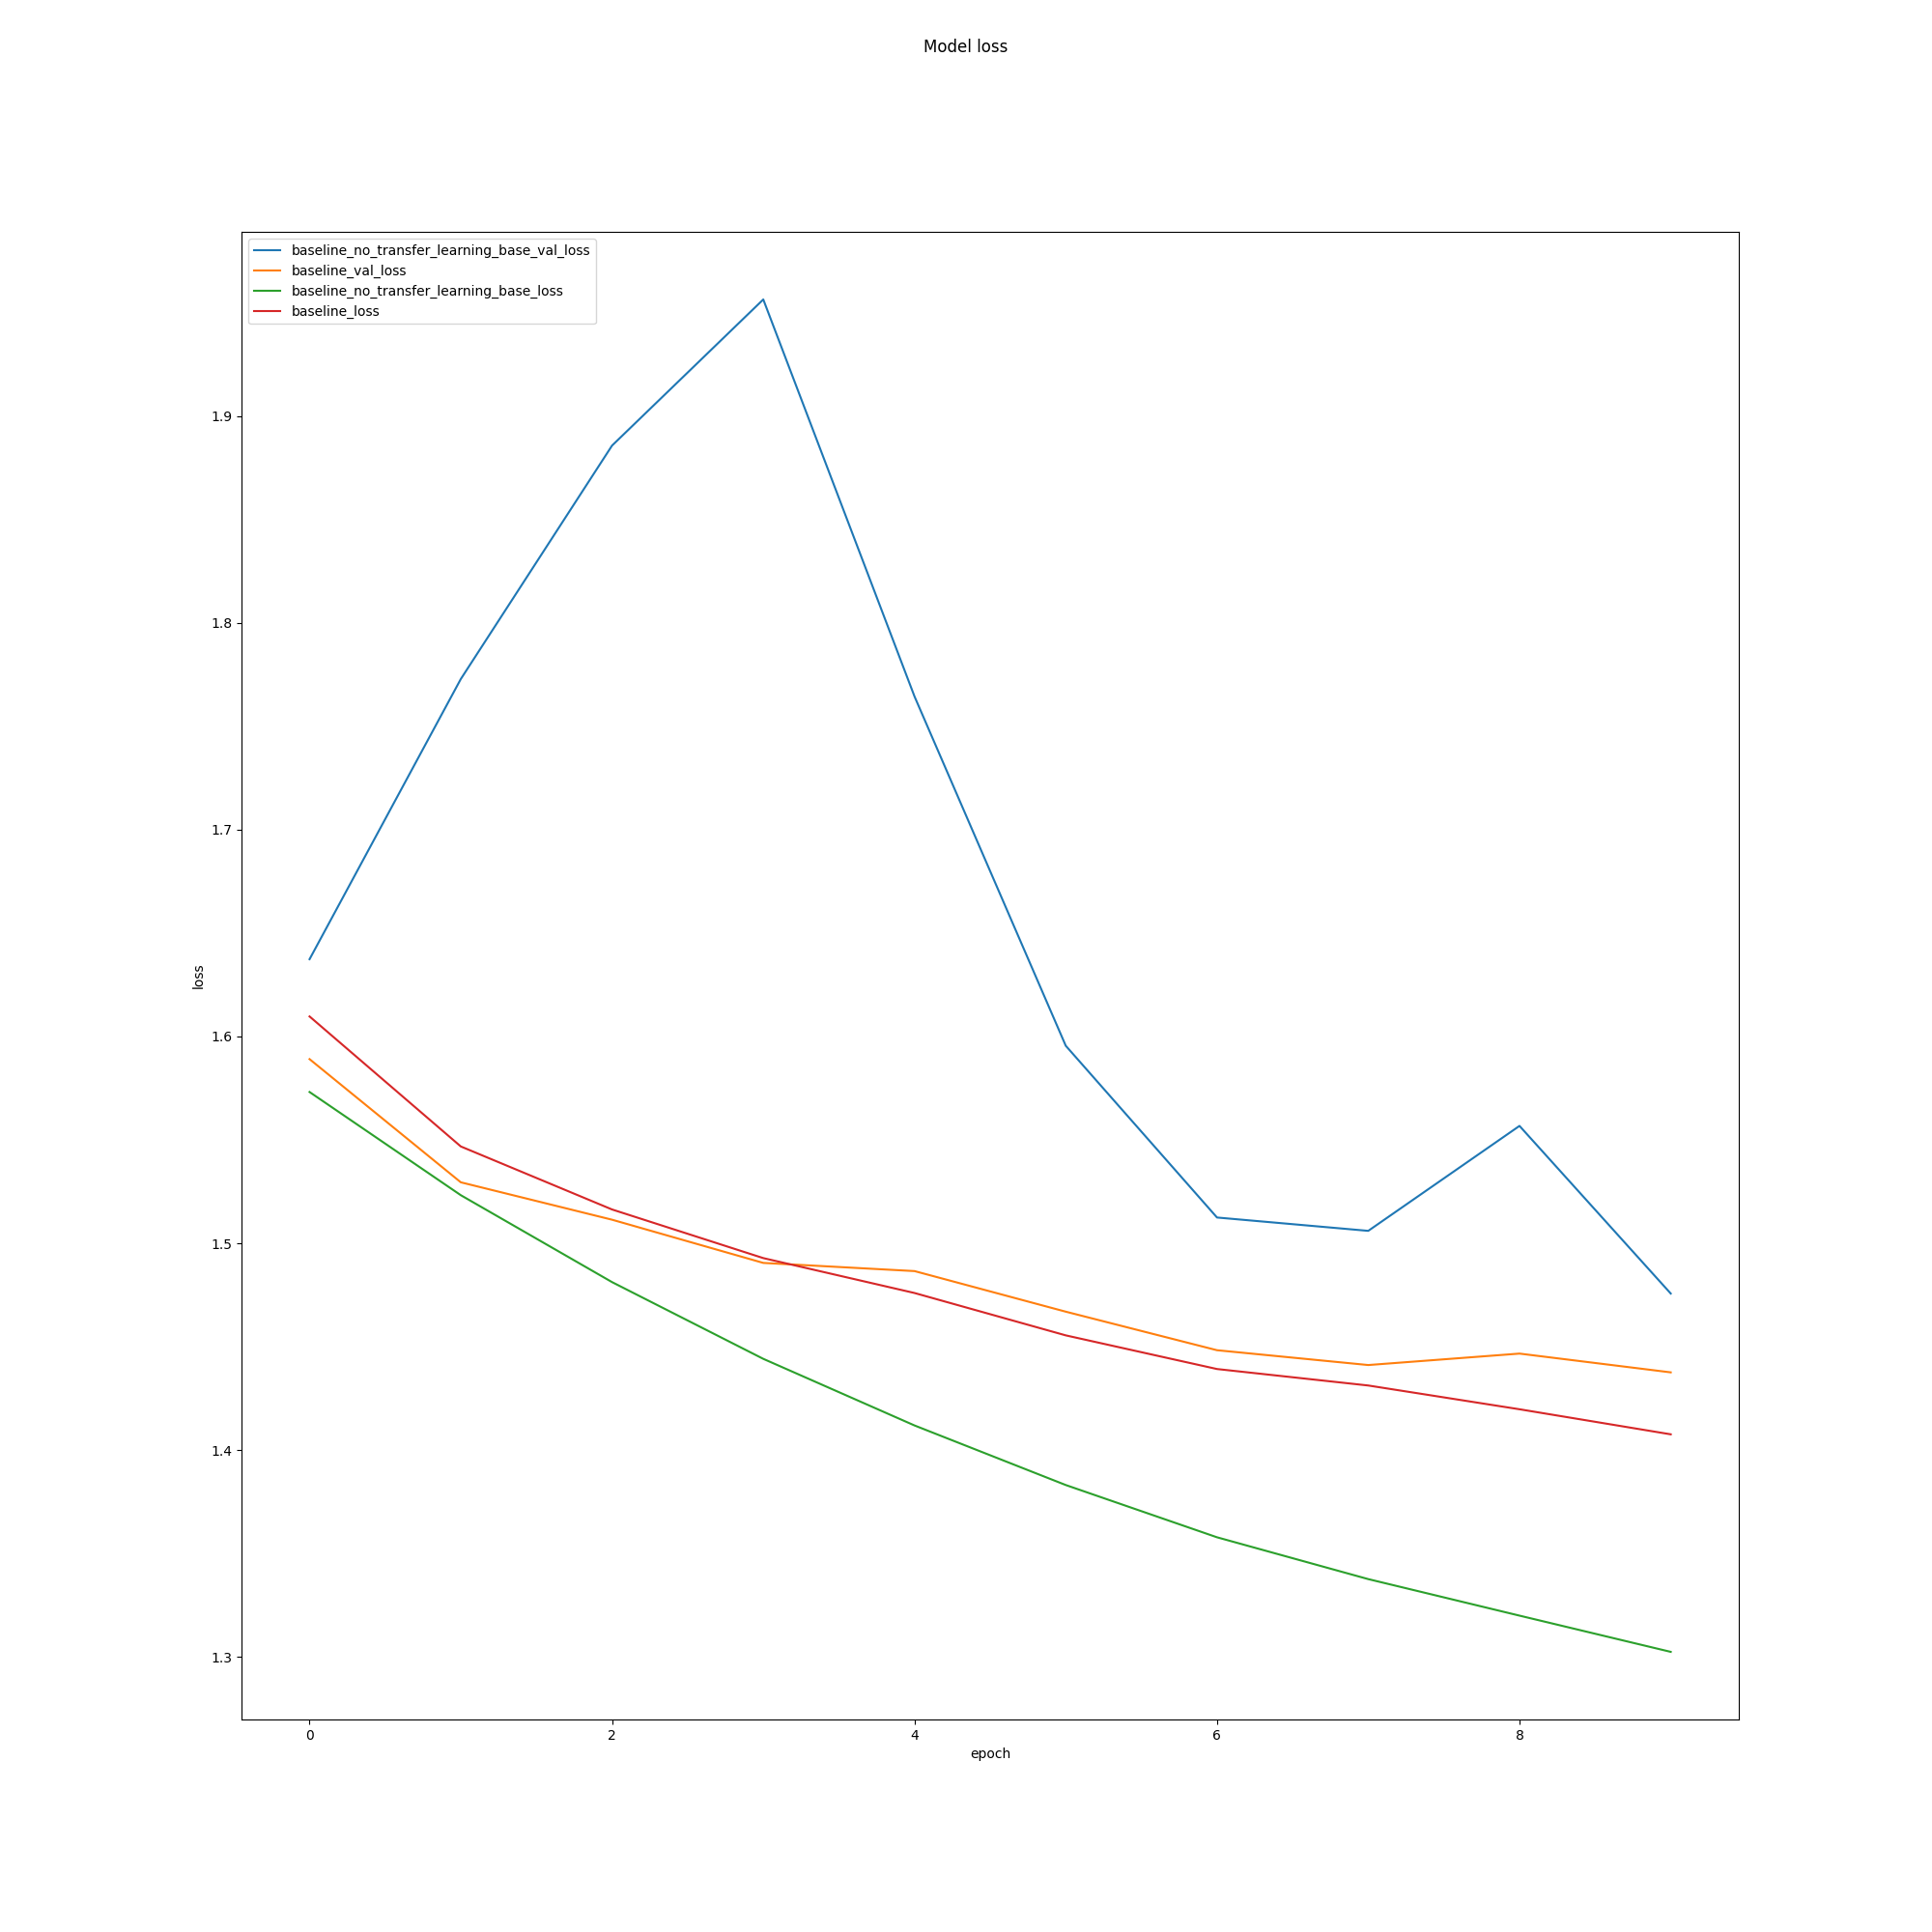 Model loss
baseline_no_transfer_learning_base_val_loss
baseline_val_loss
baseline_no_transfer_learning_base_loss
baseline_loss
1.9
1.8
1.7
1.6
1.5
1.4
1.3
loss
0 2 4 6 8
epoch